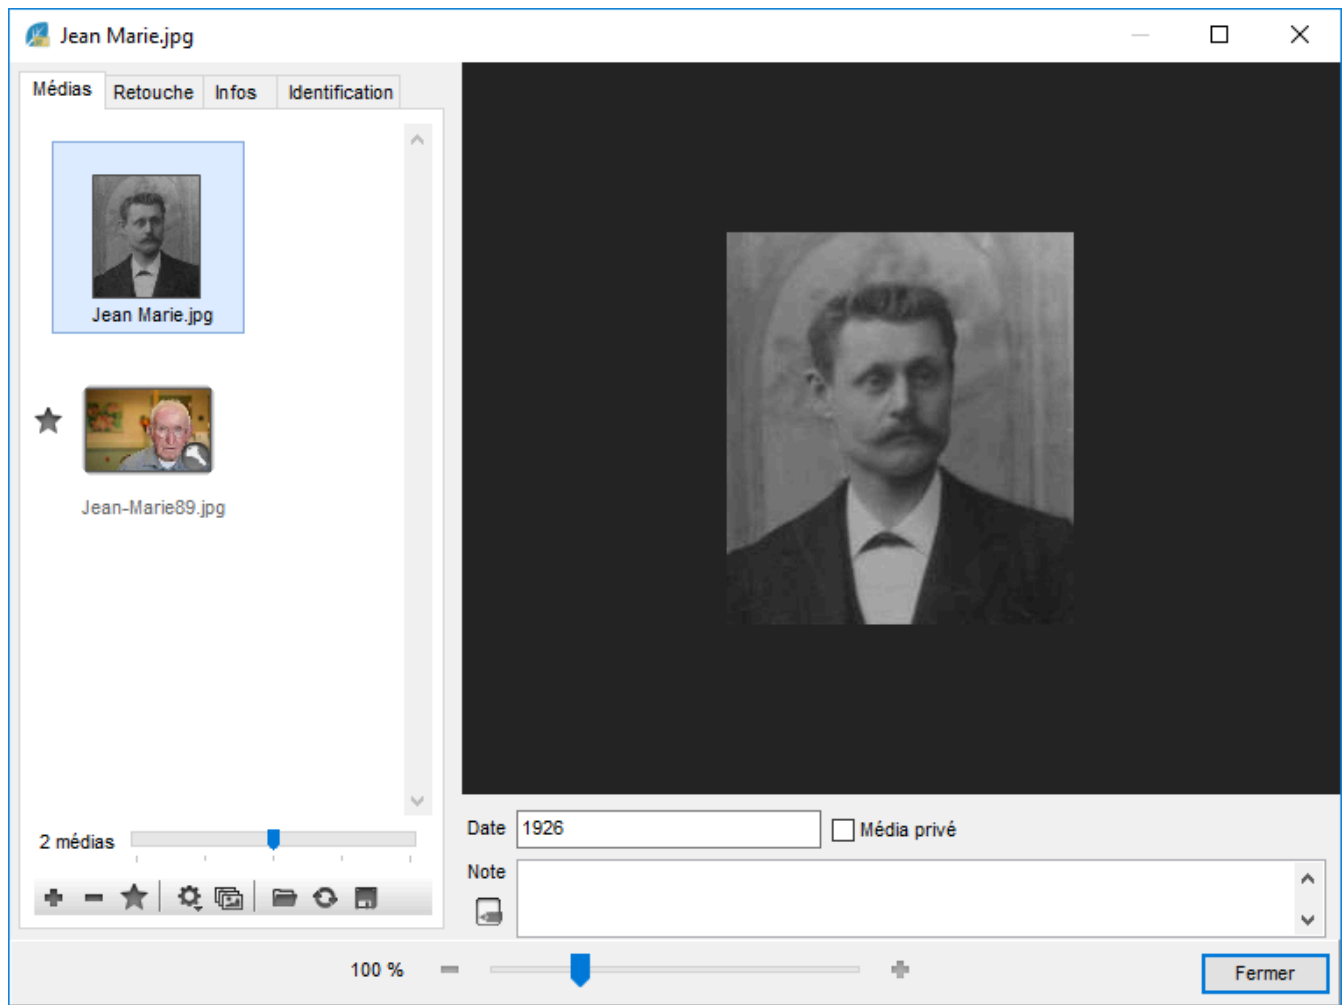 Jean Marie.jpg
Médias Retouche Infos Identification
Jean Marie.jpg
Jean-Marie89.jpg
2 médias
Date 1926 Média privé
Note
100 %
Fermer